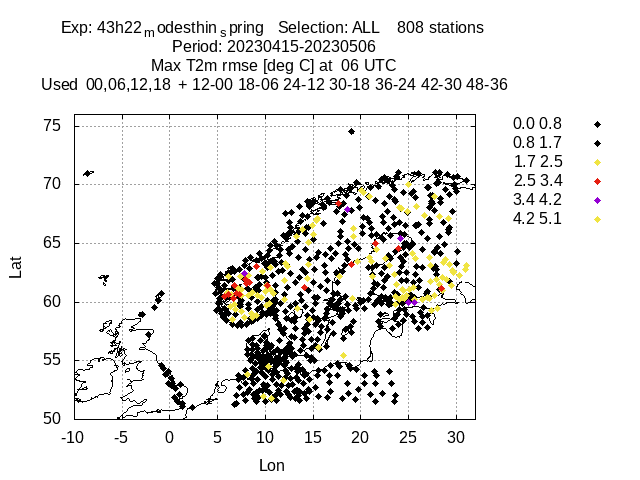 Exp: 43h22modesthinspring Selection: ALL 808 stations
Period: 20230415-20230506
Max T2m rmse [deg C] at 06 UTC
Used 00,06,12,18 + 12-00 18-06 24-12 30-18 36-24 42-30 48-36
75
70
65
60
55
50
Lat
-10 -5 0 5 10 15 20 25 30
Lon
0.0 0.8
0.8 1.7
1.7 2.5
2.5 3.4
3.4 4.2
4.2 5.1